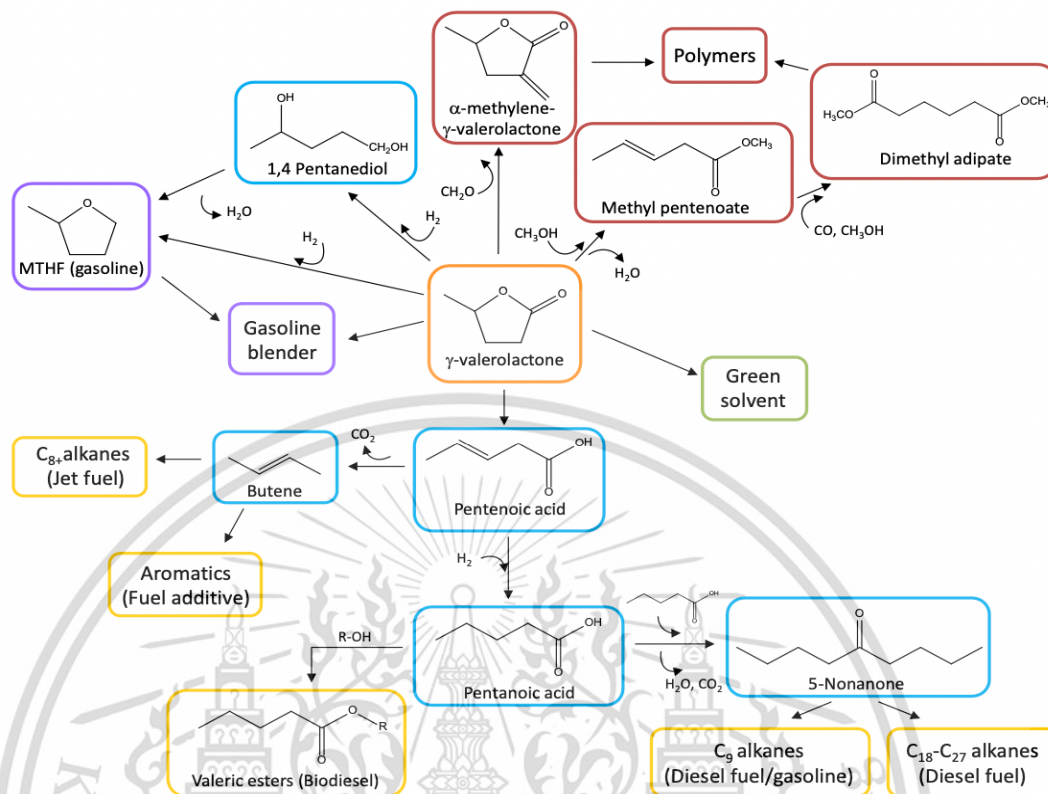 O
O
α-methylene-
γ-valerolactone
Polymers
O
H₃CO
OCH₃
O
Dimethyl adipate
OH
CH₂OH
1,4 Pentanediol
OCH₃
O
Methyl pentenoate
CH₂O
H₂O
H₂
CH₃OH
H₂O
CO, CH₃OH
O
MTHF (gasoline)
H₂
O
O
γ-valerolactone
Gasoline
blender
Green
solvent
C₈₊alkanes
(Jet fuel)
Butene
CO₂
OH
O
Pentenoic acid
H₂
Aromatics
(Fuel additive)
R-OH
OH
O
Pentanoic acid
OH
O
H₂O, CO₂
O
5-Nonanone
O
R
O
Valeric esters (Biodiesel)
C₉ alkanes
(Diesel fuel/gasoline)
C₁₈-C₂₇ alkanes
(Diesel fuel)
K